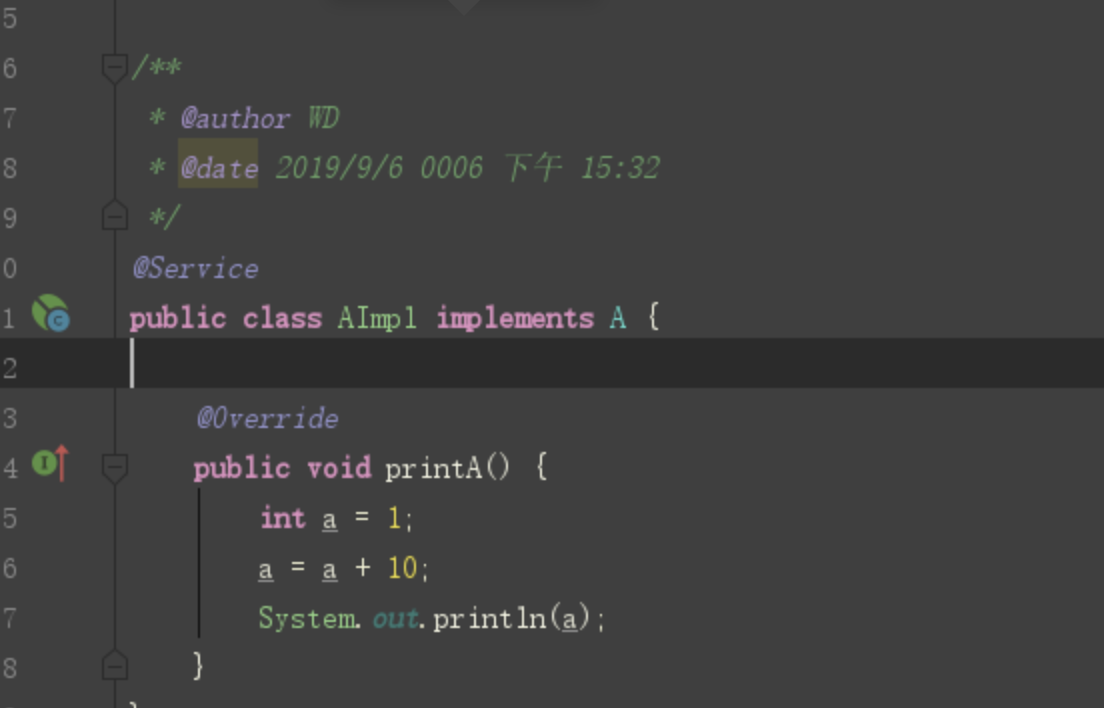 5
6 /**
7 * @author WD
8 * @date 2019/9/6 0006 下午 15:32
9 */
0 @Service
1 public class AImpl implements A {
2
3 @Override
4 public void printA() {
5 int a = 1;
6 a = a + 10;
7 System.out.println(a);
8 }
}